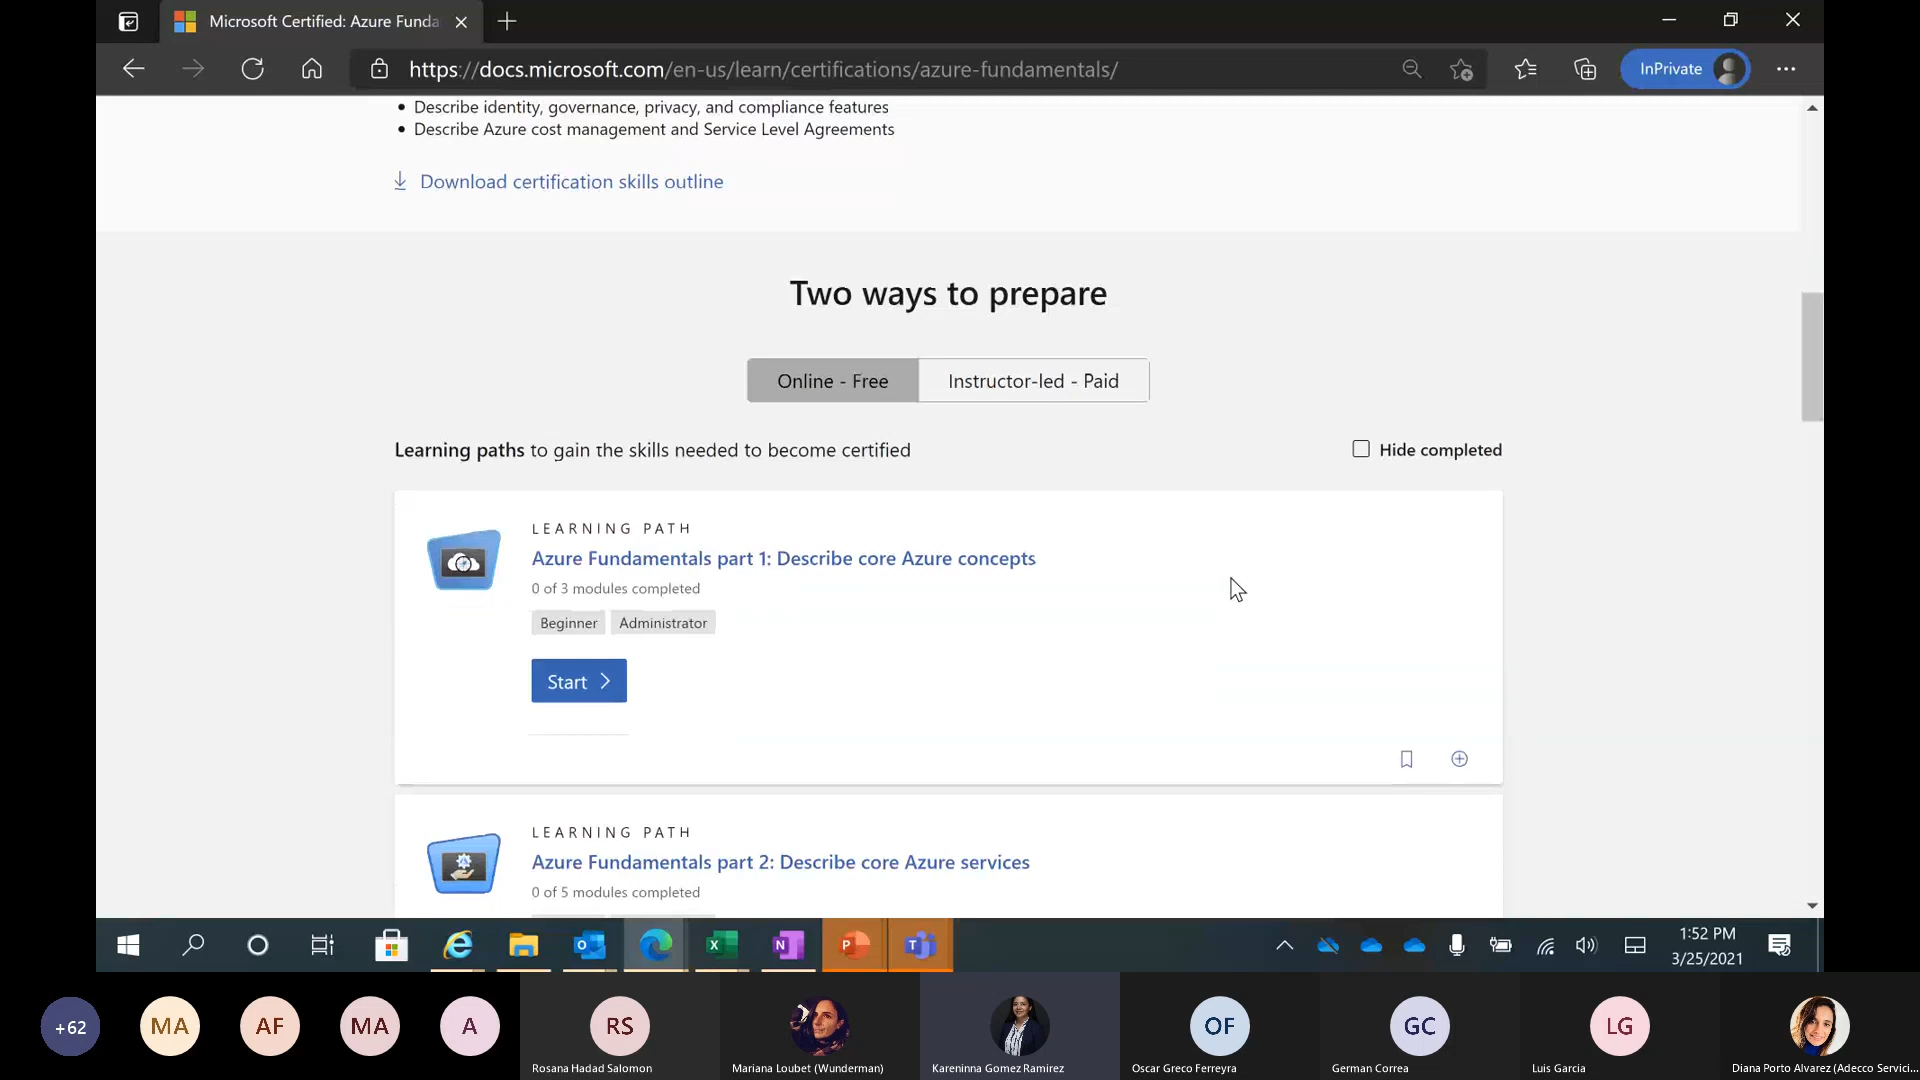 Microsoft Certified: Azure Funda
https://docs.microsoft.com/en-us/learn/certifications/azure-fundamentals/
InPrivate
• Describe identity, governance, privacy, and compliance features
• Describe Azure cost management and Service Level Agreements
Download certification skills outline
Two ways to prepare
Online - Free
Instructor-led - Paid
Learning paths to gain the skills needed to become certified
Hide completed
LEARNING PATH
Azure Fundamentals part 1: Describe core Azure concepts
0 of 3 modules completed
Beginner
Administrator
Start
LEARNING PATH
Azure Fundamentals part 2: Describe core Azure services
0 of 5 modules completed
1:52 PM
3/25/2021
+62
MA
AF
MA
A
RS
OF
GC
LG
Rosana Hadad Salomon
Mariana Loubet (Wunderman)
Kareninna Gomez Ramirez
Oscar Greco Ferreyra
German Correa
Luis Garcia
Diana Porto Alvarez (Adecco Servici...